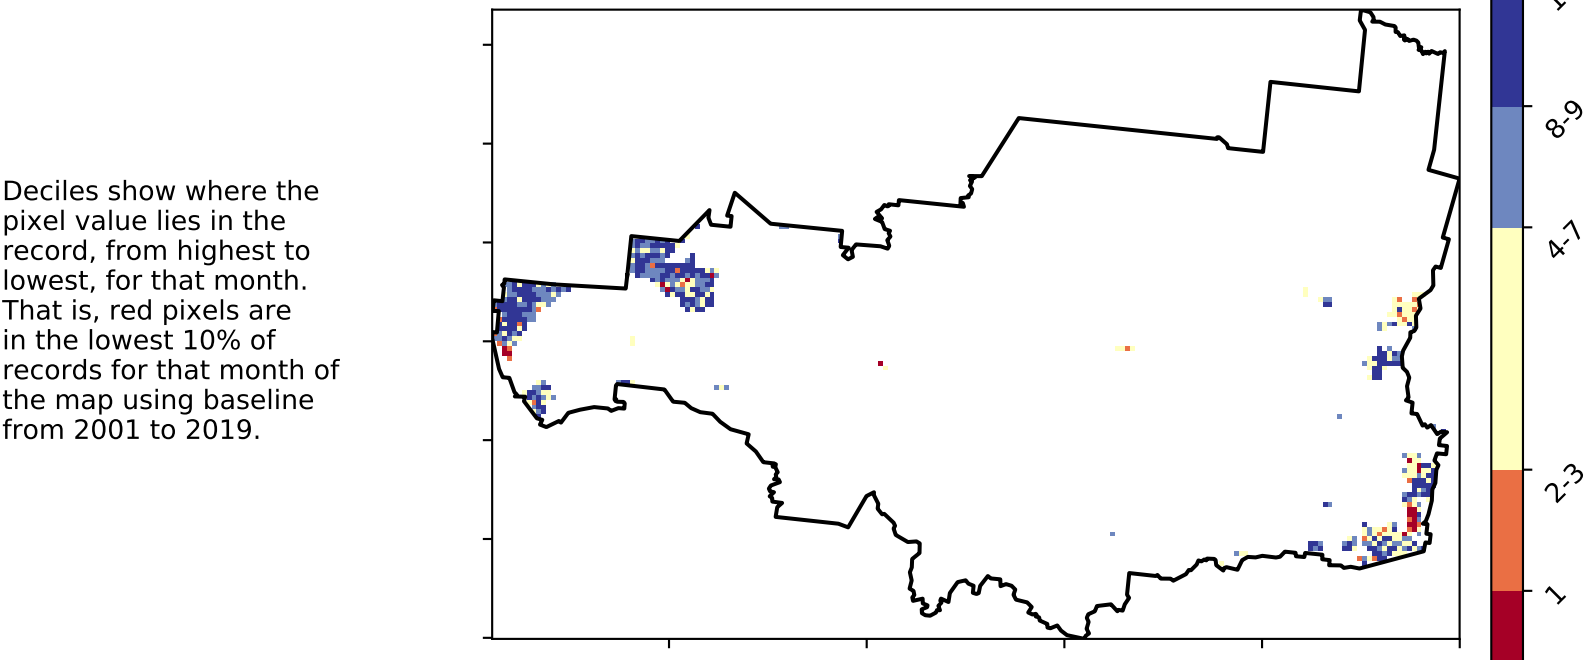 Deciles show where the
pixel value lies in the
record, from highest to
lowest, for that month.
That is, red pixels are
in the lowest 10% of
records for that month of
the map using baseline
from 2001 to 2019.
8-9
4-7
2-3
1